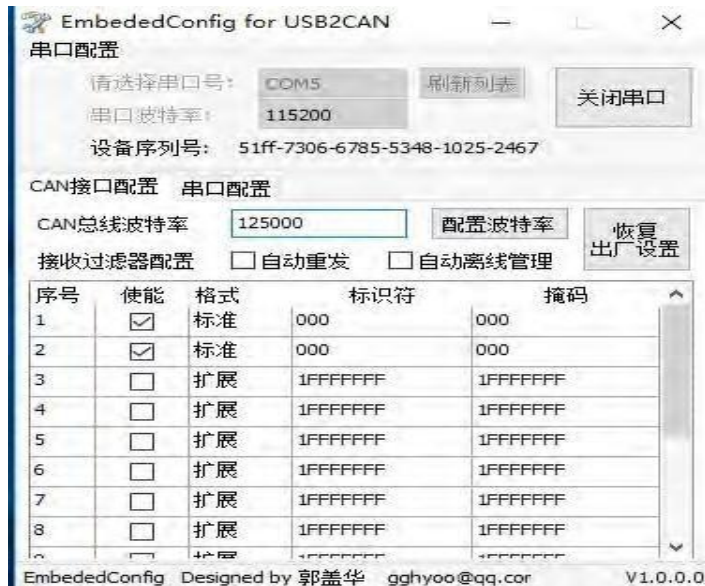 EmbededConfig for USB2CAN
串口配置
请选择串口号: COM5 刷新列表 关闭串口
串口波特率: 115200
设备序列号: 51ff-7306-6785-5348-1025-2467
CAN接口配置 串口配置
CAN总线波特率 125000 配置波特率 恢复
出厂设置
接收过滤器配置 自动重发 自动离线管理
序号 使能 格式 标识符 掩码
1 标准 000 000
2 标准 000 000
3 扩展 1FFFFFFF 1FFFFFFF
4 扩展 1FFFFFFF 1FFFFFFF
5 扩展 1FFFFFFF 1FFFFFFF
6 扩展 1FFFFFFF 1FFFFFFF
7 扩展 1FFFFFFF 1FFFFFFF
8 扩展 1FFFFFFF 1FFFFFFF
EmbededConfig Designed by 郭盖华 gghyoo@qq.cor V1.0.0.0